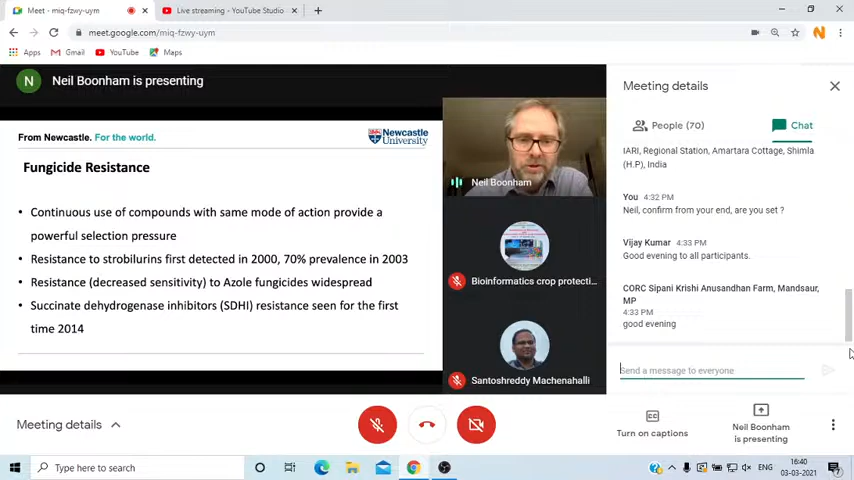 Meet - miq-fzwy-uym
Live streaming - YouTube Studio
meet.google.com/miq-fzwy-uym
Apps
Gmail
YouTube
Maps
N
Neil Boonham is presenting
From Newcastle. For the world.
Newcastle
University
Fungicide Resistance
• Continuous use of compounds with same mode of action provide a
powerful selection pressure
• Resistance to strobilurins first detected in 2000, 70% prevalence in 2003
• Resistance (decreased sensitivity) to Azole fungicides widespread
• Succinate dehydrogenase inhibitors (SDHI) resistance seen for the first
time 2014
Neil Boonham
Bioinformatics crop protecti...
Santoshreddy Machenahalli
Meeting details
People (70)
Chat
IARI, Regional Station, Amartara Cottage, Shimla
(H.P), India
You 4:32 PM
Neil, confirm from your end, are you set ?
Vijay Kumar 4:33 PM
Good evening to all participants.
CORC Sipani Krishi Anusandhan Farm, Mandsaur,
MP
4:33 PM
good evening
Send a message to everyone
Meeting details
Turn on captions
Neil Boonham
is presenting
Type here to search
ENG
16:40
03-03-2021